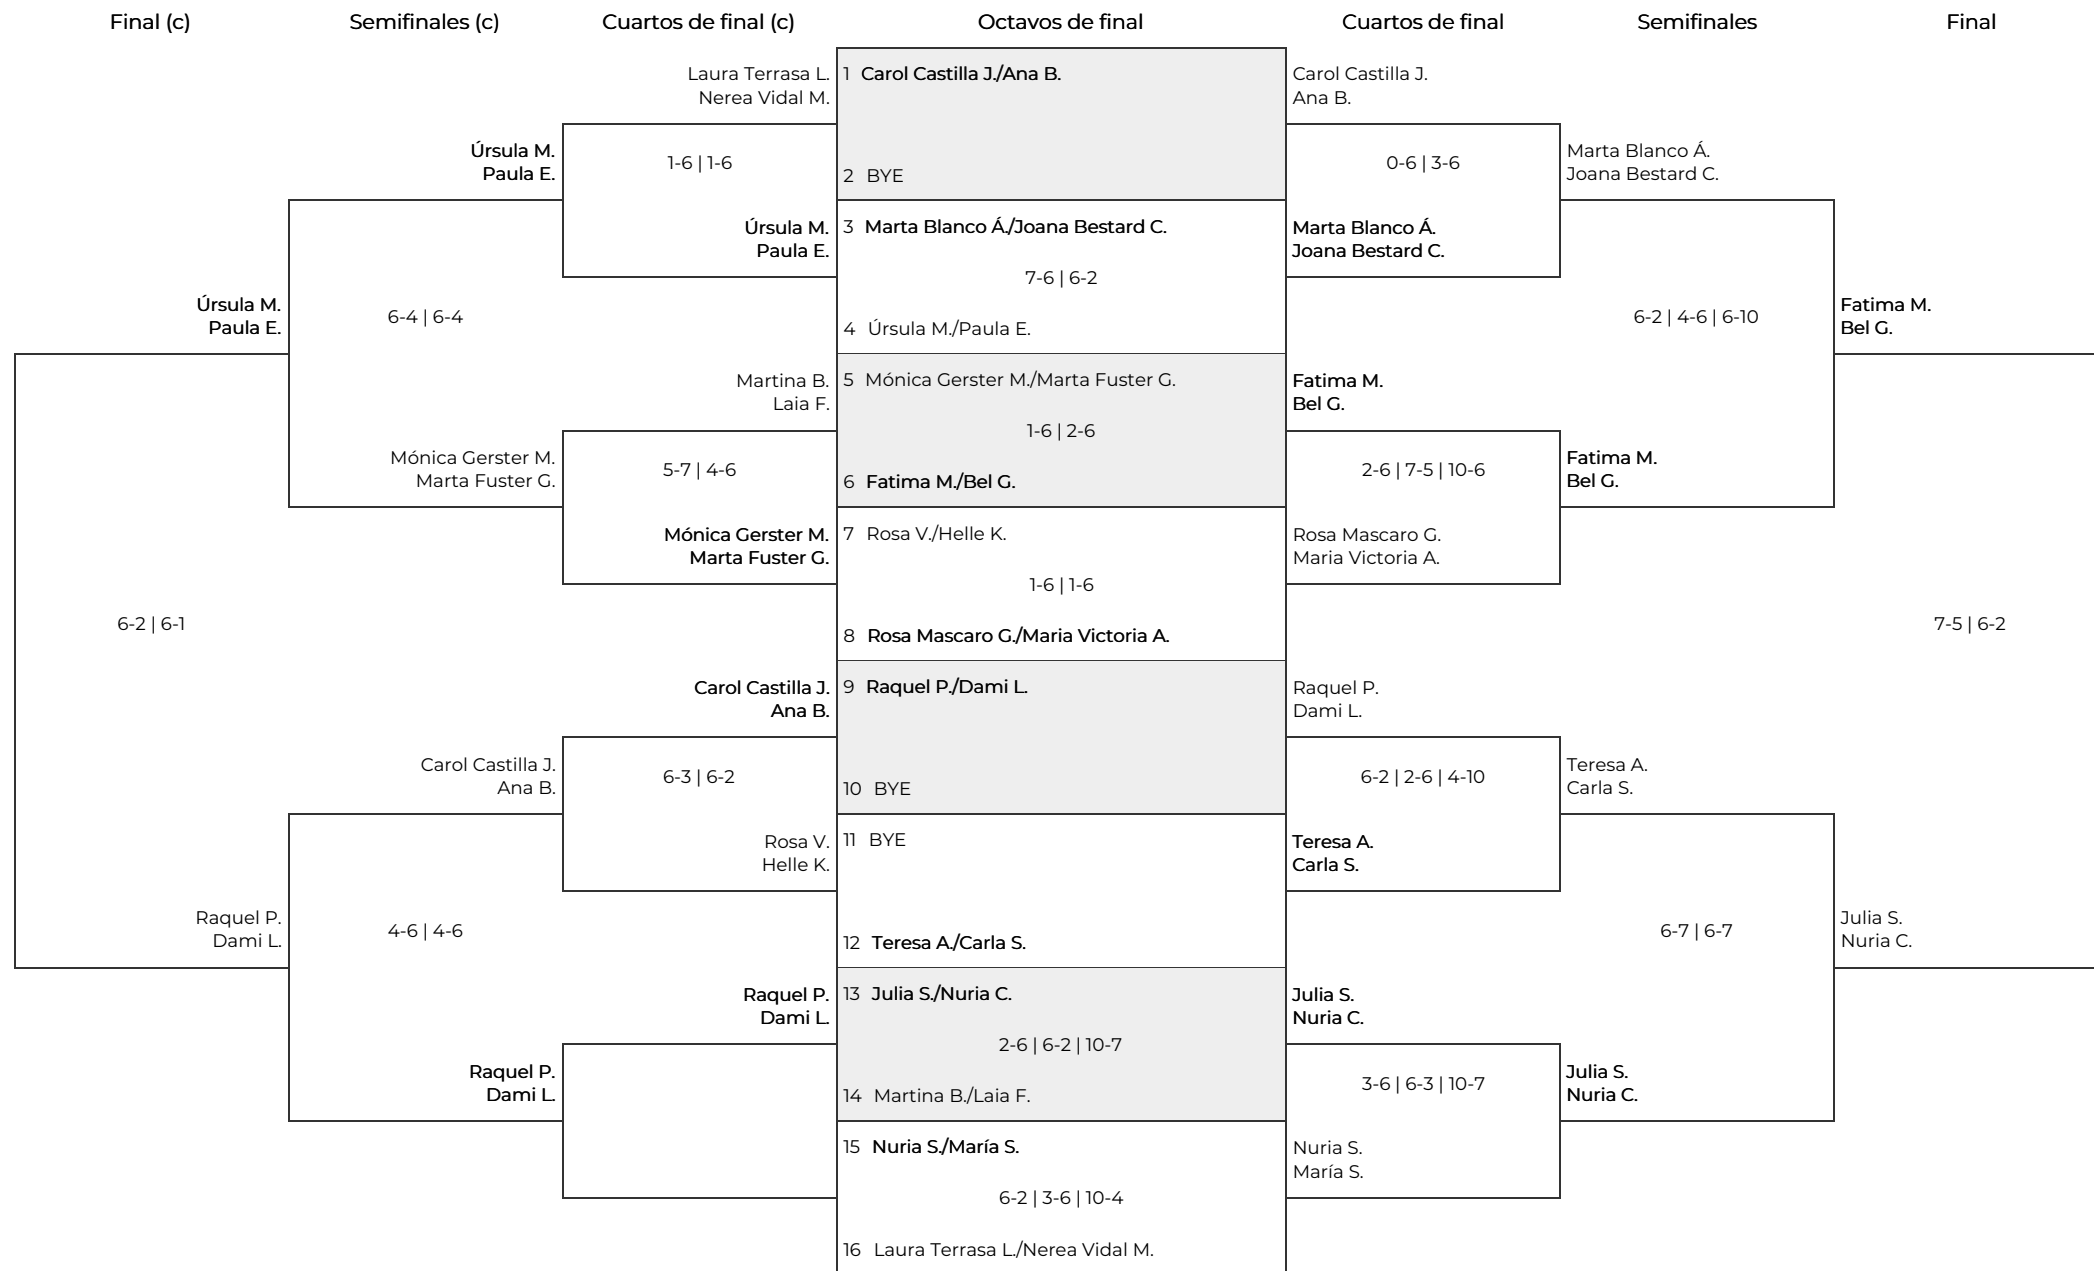 Final (c)
Semifinales (c)
Cuartos de final (c)
Octavos de final
Cuartos de final
Semifinales
Final
Úrsula M.
Paula E.
6-2 | 6-1
Raquel P.
Dami L.
Úrsula M.
Paula E.
6-4 | 6-4
Mónica Gerster M.
Marta Fuster G.
Carol Castilla J.
Ana B.
4-6 | 4-6
Raquel P.
Dami L.
Laura Terrasa L.
Nerea Vidal M.
1-6 | 1-6
Úrsula M.
Paula E.
Martina B.
Laia F.
5-7 | 4-6
Mónica Gerster M.
Marta Fuster G.
Carol Castilla J.
Ana B.
6-3 | 6-2
Rosa V.
Helle K.
Raquel P.
Dami L.
1 Carol Castilla J./Ana B.
2 BYE
3 Marta Blanco Á./Joana Bestard C.
7-6 | 6-2
4 Úrsula M./Paula E.
5 Mónica Gerster M./Marta Fuster G.
1-6 | 2-6
6 Fatima M./Bel G.
7 Rosa V./Helle K.
1-6 | 1-6
8 Rosa Mascaro G./Maria Victoria A.
9 Raquel P./Dami L.
10 BYE
11 BYE
12 Teresa A./Carla S.
13 Julia S./Nuria C.
2-6 | 6-2 | 10-7
14 Martina B./Laia F.
15 Nuria S./María S.
6-2 | 3-6 | 10-4
16 Laura Terrasa L./Nerea Vidal M.
Carol Castilla J.
Ana B.
0-6 | 3-6
Marta Blanco Á.
Joana Bestard C.
Fatima M.
Bel G.
2-6 | 7-5 | 10-6
Rosa Mascaro G.
Maria Victoria A.
Raquel P.
Dami L.
6-2 | 2-6 | 4-10
Teresa A.
Carla S.
Julia S.
Nuria C.
3-6 | 6-3 | 10-7
Nuria S.
María S.
Marta Blanco Á.
Joana Bestard C.
6-2 | 4-6 | 6-10
Fatima M.
Bel G.
Teresa A.
Carla S.
6-7 | 6-7
Julia S.
Nuria C.
Fatima M.
Bel G.
7-5 | 6-2
Julia S.
Nuria C.